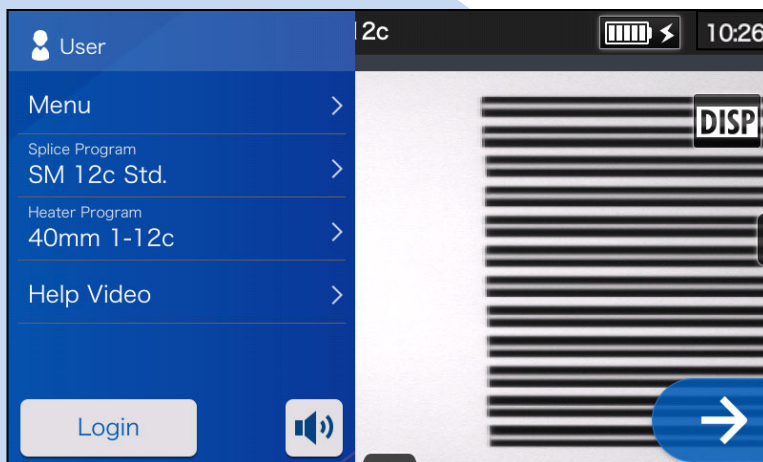 User
12c
10:26
Menu
Splice Program
SM 12c Std.
Heater Program
40mm 1-12c
Help Video
Login
DISP